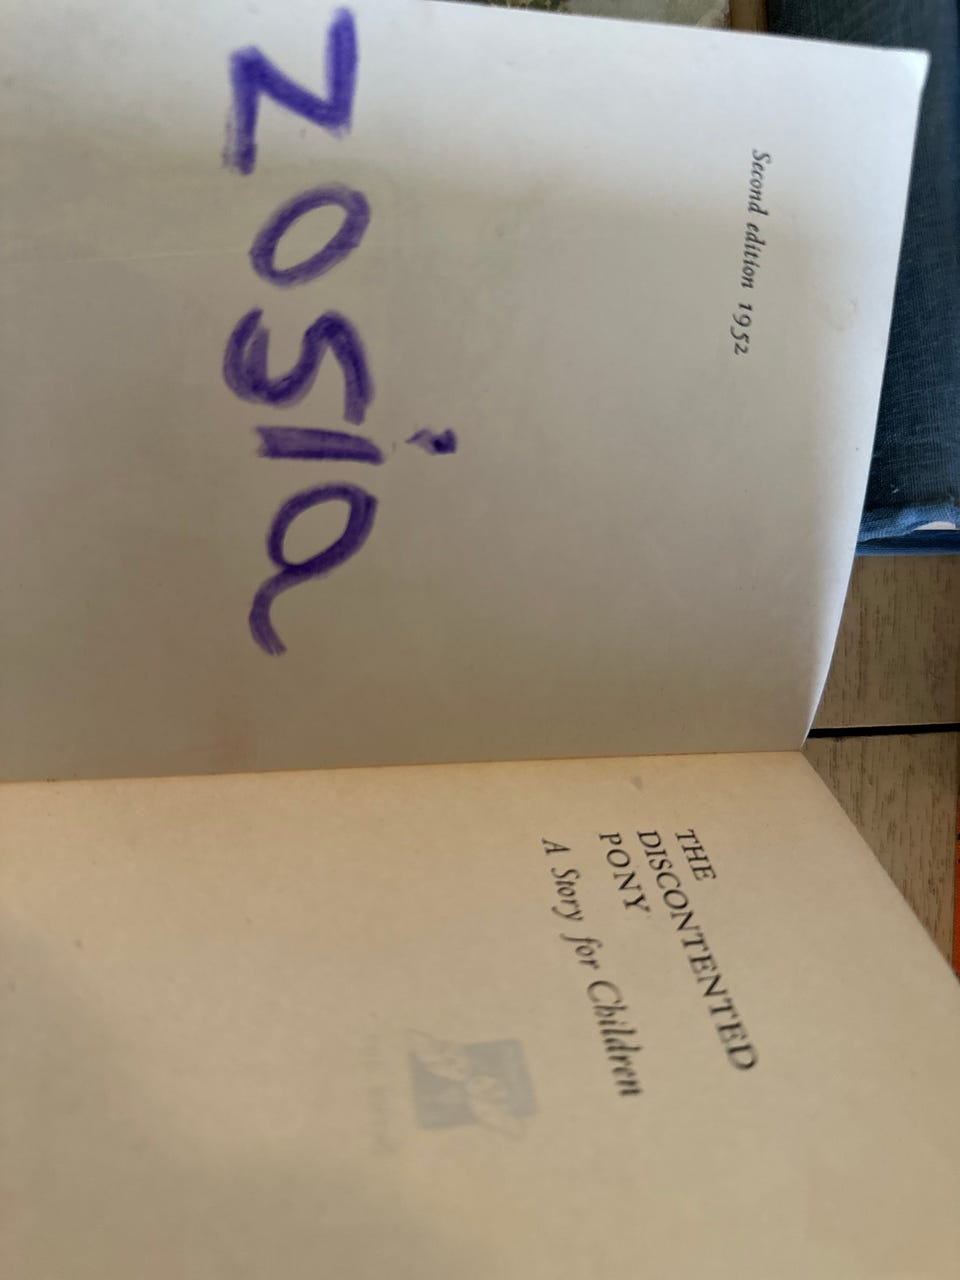 Second edition 1952
zosia
THE
DISCONTENTED
PONY
A Story for Children